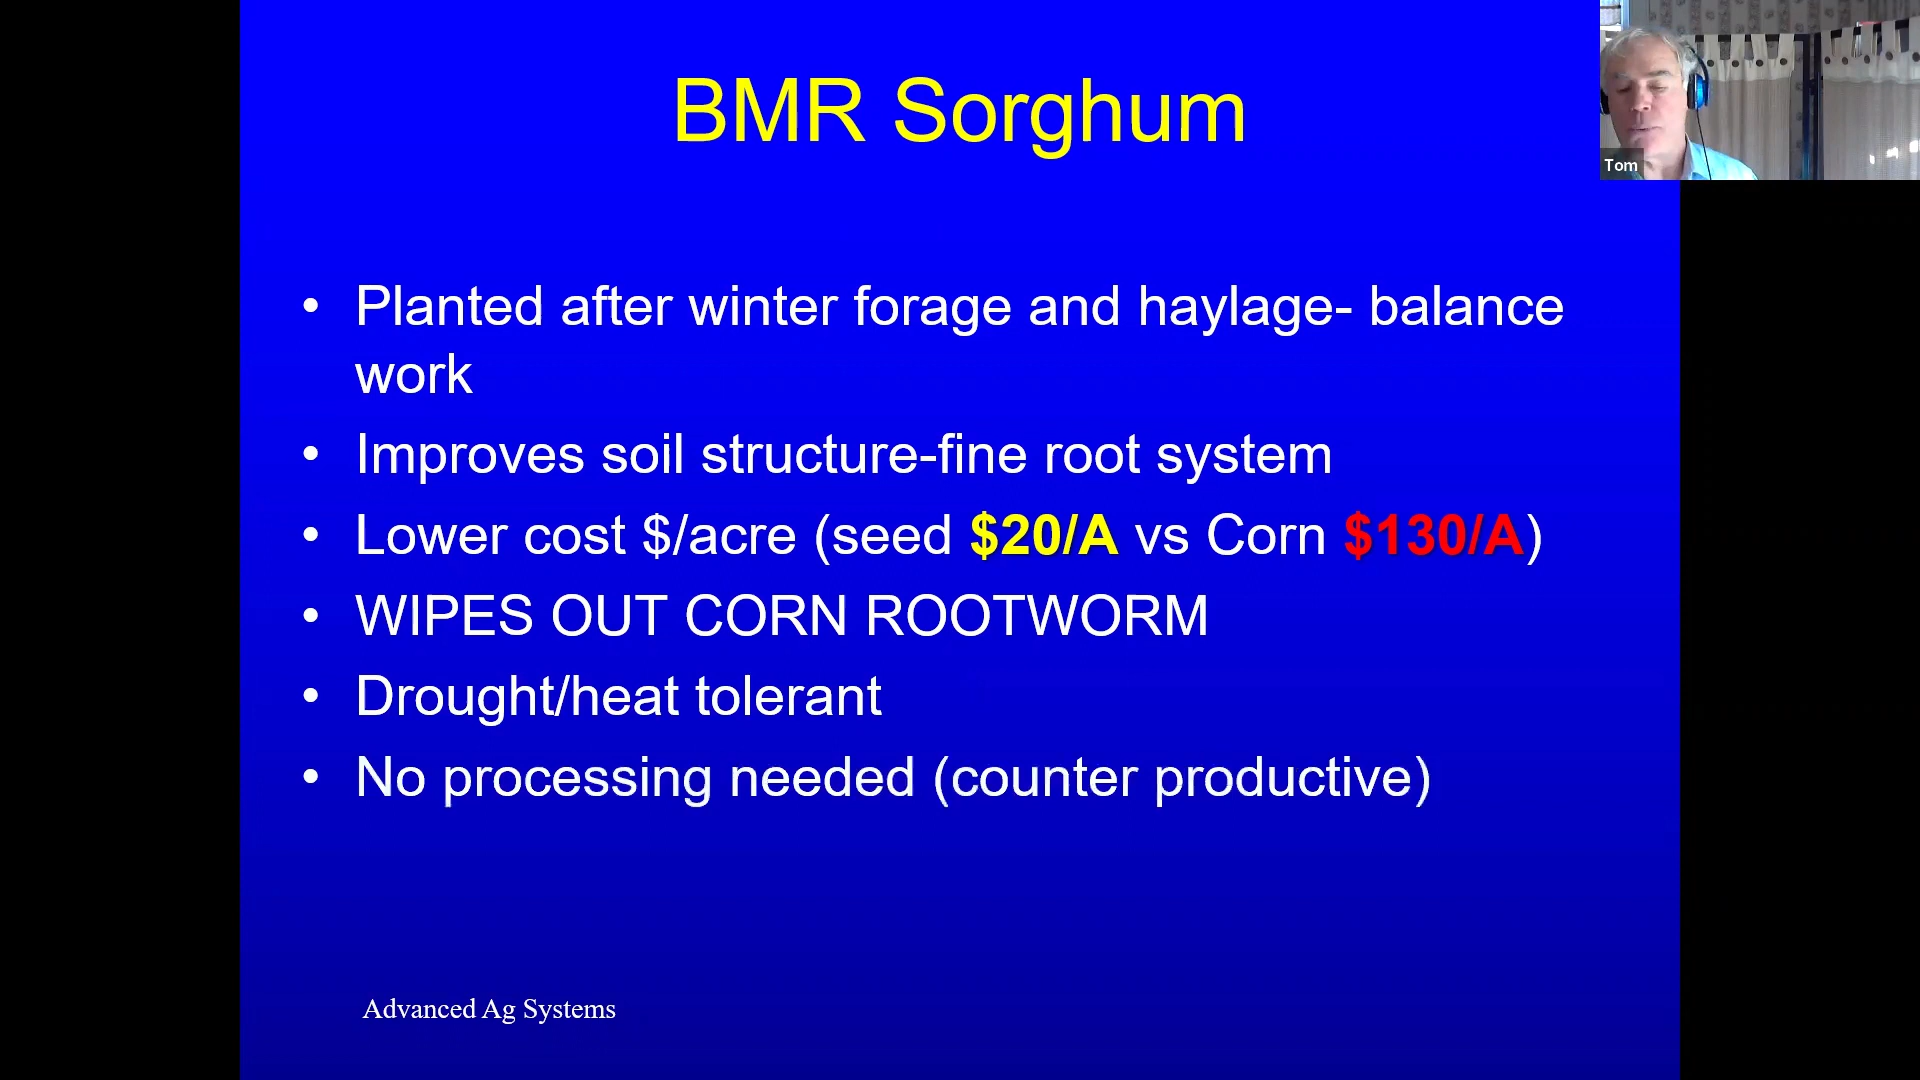 BMR Sorghum
Tom
• Planted after winter forage and haylage- balance
work
• Improves soil structure-fine root system
• Lower cost $/acre (seed $20/A vs Corn $130/A)
• WIPES OUT CORN ROOTWORM
• Drought/heat tolerant
• No processing needed (counter productive)
Advanced Ag Systems